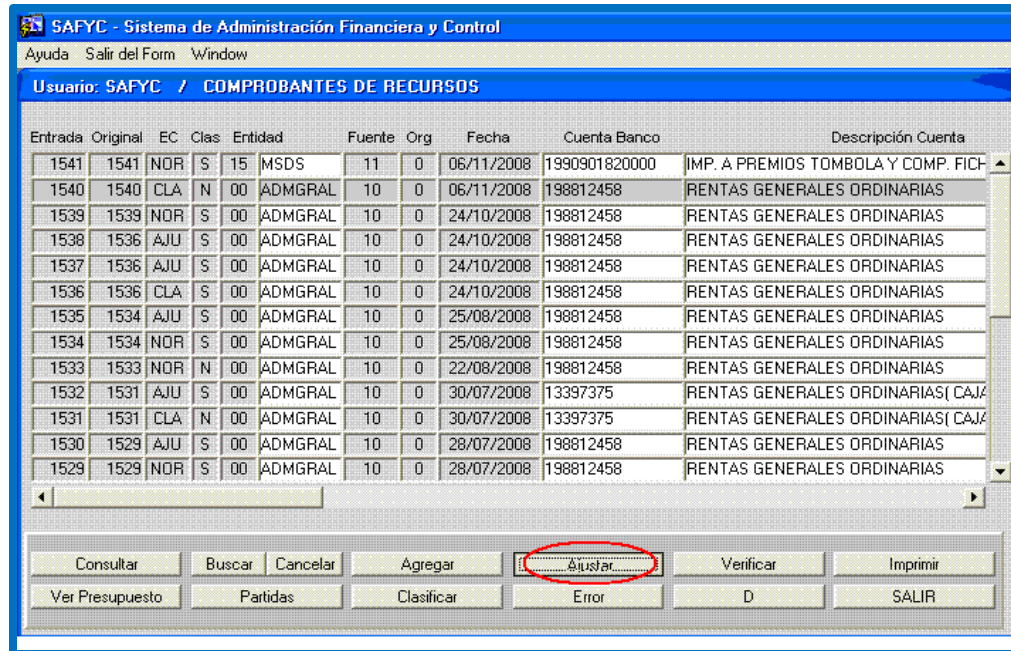 SAFYC - Sistema de Administración Financiera y Control
Ayuda Salir del Form Window
Usuario: SAFYC / COMPROBANTES DE RECURSOS
Entrada Original EC Clas Entidad Fuente Org Fecha Cuenta Banco Descripción Cuenta
1541 1541 NOR S 15 MSDS 11 0 06/11/2008 1990901820000 IMP. A PREMIOS TOMBOLA Y COMP. FICH
1540 1540 CLA N 00 ADMGRAL 10 0 06/11/2008 198812458 RENTAS GENERALES ORDINARIAS
1539 1539 NOR S 00 ADMGRAL 10 0 24/10/2008 198812458 RENTAS GENERALES ORDINARIAS
1538 1536 AJU S 00 ADMGRAL 10 0 24/10/2008 198812458 RENTAS GENERALES ORDINARIAS
1537 1536 AJU S 00 ADMGRAL 10 0 24/10/2008 198812458 RENTAS GENERALES ORDINARIAS
1536 1536 CLA S 00 ADMGRAL 10 0 24/10/2008 198812458 RENTAS GENERALES ORDINARIAS
1535 1534 AJU S 00 ADMGRAL 10 0 25/08/2008 198812458 RENTAS GENERALES ORDINARIAS
1534 1534 NOR S 00 ADMGRAL 10 0 25/08/2008 198812458 RENTAS GENERALES ORDINARIAS
1533 1533 NOR N 00 ADMGRAL 10 0 22/08/2008 198812458 RENTAS GENERALES ORDINARIAS
1532 1531 AJU S 00 ADMGRAL 10 0 30/07/2008 13397375 RENTAS GENERALES ORDINARIAS( CAJA
1531 1531 CLA N 00 ADMGRAL 10 0 30/07/2008 13397375 RENTAS GENERALES ORDINARIAS( CAJA
1530 1529 AJU S 00 ADMGRAL 10 0 28/07/2008 198812458 RENTAS GENERALES ORDINARIAS
1529 1529 NOR S 00 ADMGRAL 10 0 28/07/2008 198812458 RENTAS GENERALES ORDINARIAS
Consultar Buscar Cancelar Agregar Ajustar Verificar Imprimir
Ver Presupuesto Partidas Clasificar Error D SALIR